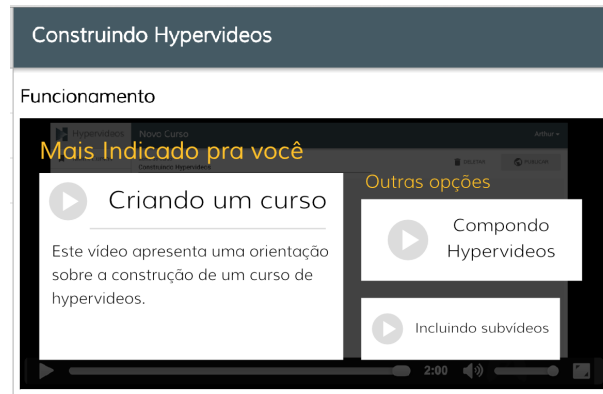 Construindo Hypervideos
Funcionamento
Hypervideos Novo Curso Arthur
Mais Indicado pra você
DELETAR PUBLICAR
Outras opções
Criando um curso
Este vídeo apresenta uma orientação
sobre a construção de um curso de
hypervideos.
Compondo
Hypervideos
Incluindo subvídeos
2:00